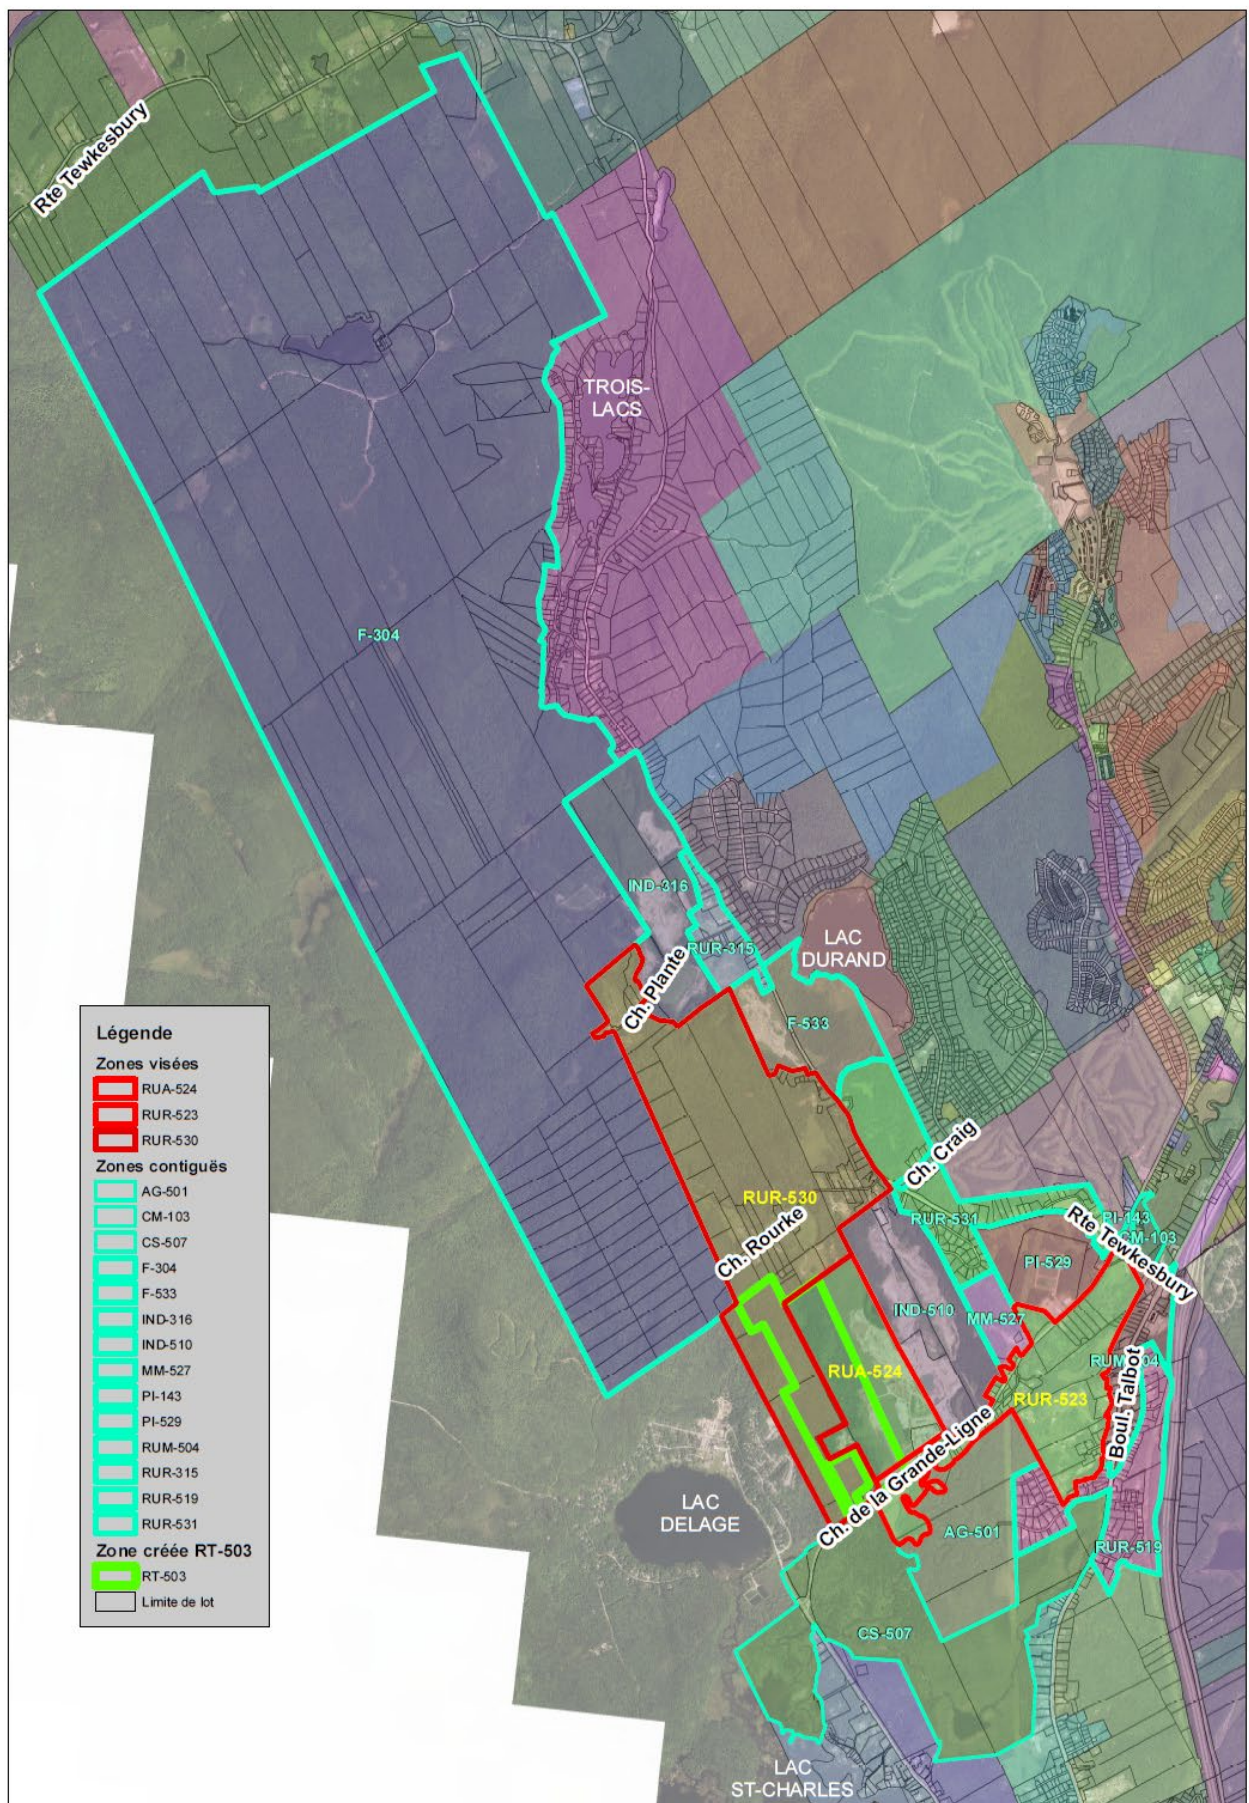 Rte Tewkesbury
TROIS-
LACS
F-304
IND-316
RUR-315
LAC
DURAND
Ch. Plante
F-533
Ch. Craig
RUR-530
RUR-531
PI-143
CM-103
Rte Tewkesbury
Ch. Rourke
PI-529
IND-510
MM-527
RUA-524
RUR-523
RUM-504
Boul. Talbot
Ch. de la Grande-Ligne
LAC
DELAGE
AG-501
RUR-519
CS-507
LAC
ST-CHARLES
Légende
Zones visées
RUA-524
RUR-523
RUR-530
Zones contiguës
AG-501
CM-103
CS-507
F-304
F-533
IND-316
IND-510
MM-527
PI-143
PI-529
RUM-504
RUR-315
RUR-519
RUR-531
Zone créée RT-503
RT-503
Limite de lot